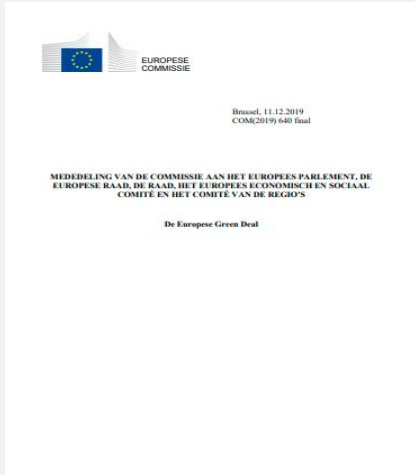 EUROPESE
COMMISSIE
Brussel, 11.12.2019
COM(2019) 640 final
MEDEDELING VAN DE COMMISSIE AAN HET EUROPEES PARLEMENT, DE
EUROPESE RAAD, DE RAAD, HET EUROPEES ECONOMISCH EN SOCIAAL
COMITÉ EN HET COMITÉ VAN DE REGIO'S
De Europese Green Deal